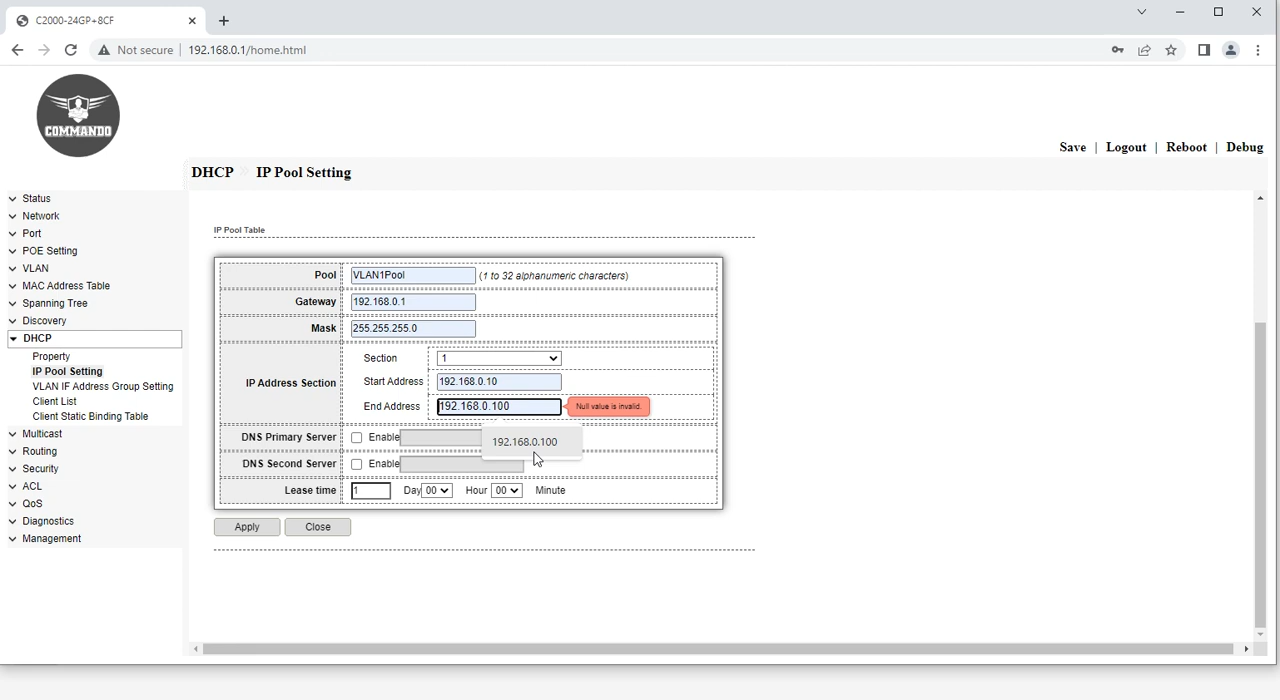 C2000-24GP+8CF
Not secure 192.168.0.1/home.html
COMMANDO
Save | Logout | Reboot | Debug
DHCP IP Pool Setting
Status
Network
Port
POE Setting
VLAN
MAC Address Table
Spanning Tree
Discovery
DHCP
Property
IP Pool Setting
VLAN IF Address Group Setting
Client List
Client Static Binding Table
Multicast
Routing
Security
ACL
QoS
Diagnostics
Management
IP Pool Table
Pool VLAN1Pool (1 to 32 alphanumeric characters)
Gateway 192.168.0.1
Mask 255.255.255.0
IP Address Section
Section 1
Start Address 192.168.0.10
End Address 192.168.0.100 Null value is invalid.
192.168.0.100
DNS Primary Server Enable
DNS Second Server Enable
Lease time 1 Day 00 Hour 00 Minute
Apply Close